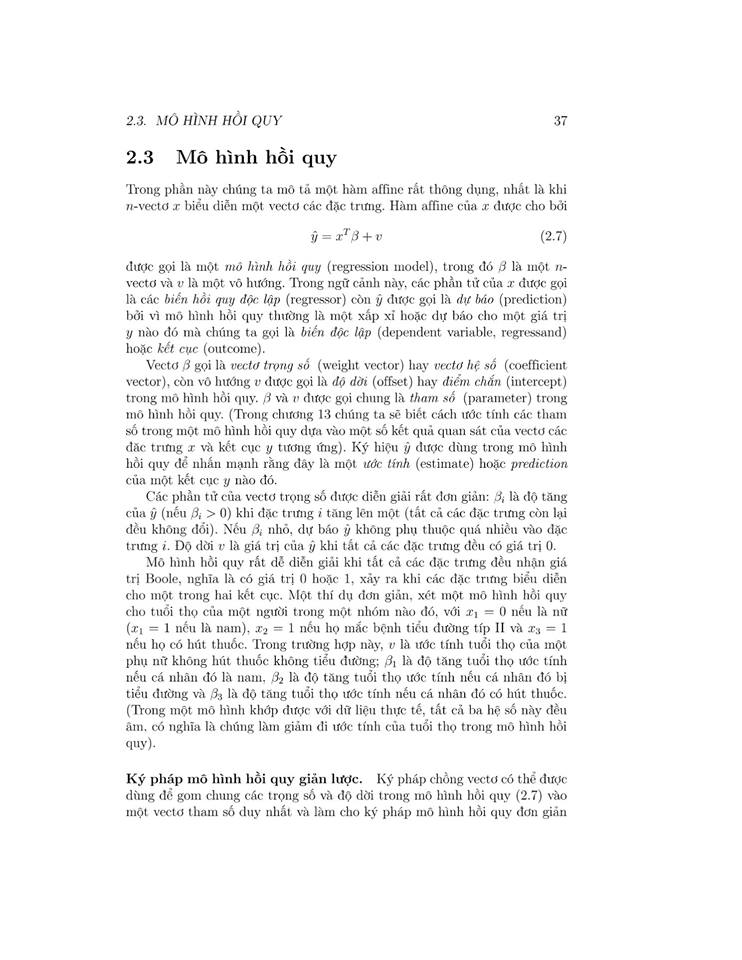 2.3. MÔ HÌNH HỒI QUY 37
2.3 Mô hình hồi quy
Trong phần này chúng ta mô tả một hàm affine rất thông dụng, nhất là khi
n-vectơ x biểu diễn một vectơ các đặc trưng. Hàm affine của x được cho bởi
ŷ = xᵀβ + v (2.7)
được gọi là một mô hình hồi quy (regression model), trong đó β là một n-
vectơ và v là một vô hướng. Trong ngữ cảnh này, các phần tử của x được gọi
là các biến hồi quy độc lập (regressor) còn ŷ được gọi là dự báo (prediction)
bởi vì mô hình hồi quy thường là một xấp xỉ hoặc dự báo cho một giá trị
y nào đó mà chúng ta gọi là biến độc lập (dependent variable, regressand)
hoặc kết cục (outcome).
Vectơ β gọi là vectơ trọng số (weight vector) hay vectơ hệ số (coefficient
vector), còn vô hướng v được gọi là độ dời (offset) hay điểm chắn (intercept)
trong mô hình hồi quy. β và v được gọi chung là tham số (parameter) trong
mô hình hồi quy. (Trong chương 13 chúng ta sẽ biết cách ước tính các tham
số trong một mô hình hồi quy dựa vào một số kết quả quan sát của vectơ các
đăc trưng x và kết cục y tương ứng). Ký hiệu ŷ được dùng trong mô hình
hồi quy để nhấn mạnh rằng đây là một ước tính (estimate) hoặc prediction
của một kết cục y nào đó.
Các phần tử của vectơ trọng số được diễn giải rất đơn giản: βᵢ là độ tăng
của ŷ (nếu βᵢ > 0) khi đặc trưng i tăng lên một (tất cả các đặc trưng còn lại
đều không đổi). Nếu βᵢ nhỏ, dự báo ŷ không phụ thuộc quá nhiều vào đặc
trưng i. Độ dời v là giá trị của ŷ khi tất cả các đặc trưng đều có giá trị 0.
Mô hình hồi quy rất dễ diễn giải khi tất cả các đặc trưng đều nhận giá
trị Boole, nghĩa là có giá trị 0 hoặc 1, xảy ra khi các đặc trưng biểu diễn
cho một trong hai kết cục. Một thí dụ đơn giản, xét một mô hình hồi quy
cho tuổi thọ của một người trong một nhóm nào đó, với x₁ = 0 nếu là nữ
(x₁ = 1 nếu là nam), x₂ = 1 nếu họ mắc bệnh tiểu đường típ II và x₃ = 1
nếu họ có hút thuốc. Trong trường hợp này, v là ước tính tuổi thọ của một
phụ nữ không hút thuốc không tiểu đường; β₁ là độ tăng tuổi thọ ước tính
nếu cá nhân đó là nam, β₂ là độ tăng tuổi thọ ước tính nếu cá nhân đó bị
tiểu đường và β₃ là độ tăng tuổi thọ ước tính nếu cá nhân đó có hút thuốc.
(Trong một mô hình khớp được với dữ liệu thực tế, tất cả ba hệ số này đều
âm, có nghĩa là chúng làm giảm đi ước tính của tuổi thọ trong mô hình hồi
quy).
Ký pháp mô hình hồi quy giản lược. Ký pháp chồng vectơ có thể được
dùng để gom chung các trọng số và độ dời trong mô hình hồi quy (2.7) vào
một vectơ tham số duy nhất và làm cho ký pháp mô hình hồi quy đơn giản